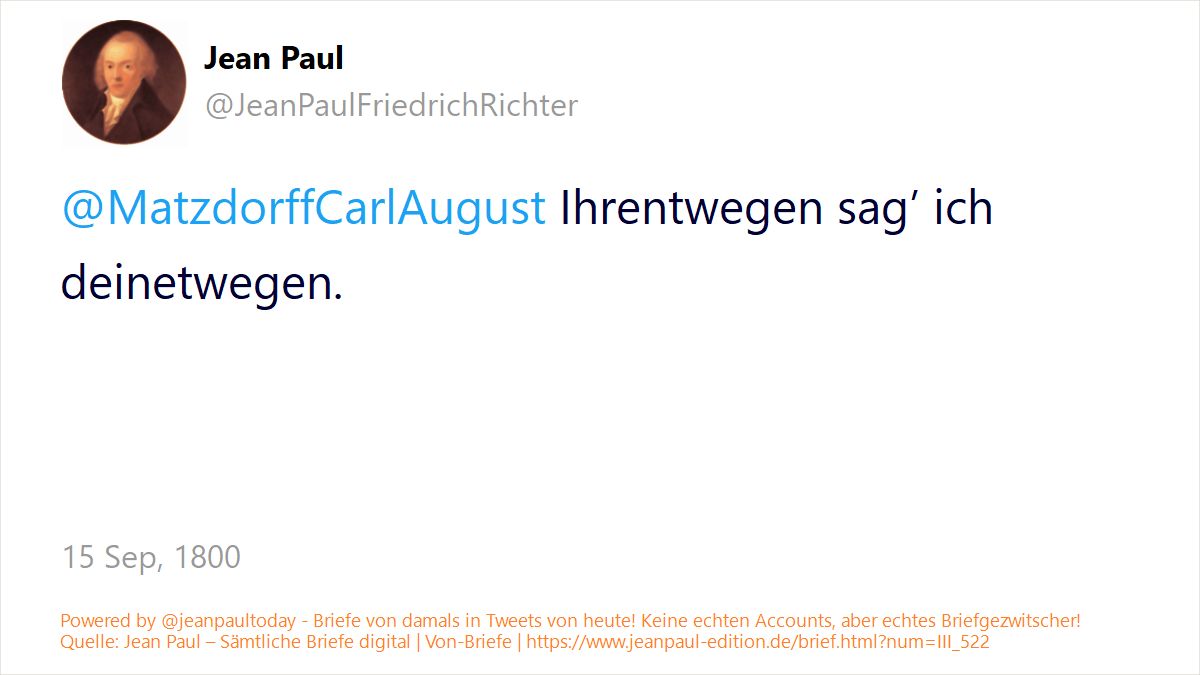 Jean Paul
@JeanPaulFriedrichRichter
@MatzdorffCarlAugust Ihrentwegen sag’ ich
deinetwegen.
15 Sep, 1800
Powered by @jeanpaultoday - Briefe von damals in Tweets von heute! Keine echten Accounts, aber echtes Briefgezwitscher!
Quelle: Jean Paul – Sämtliche Briefe digital | Von-Briefe | https://www.jeanpaul-edition.de/brief.html?num=III_522